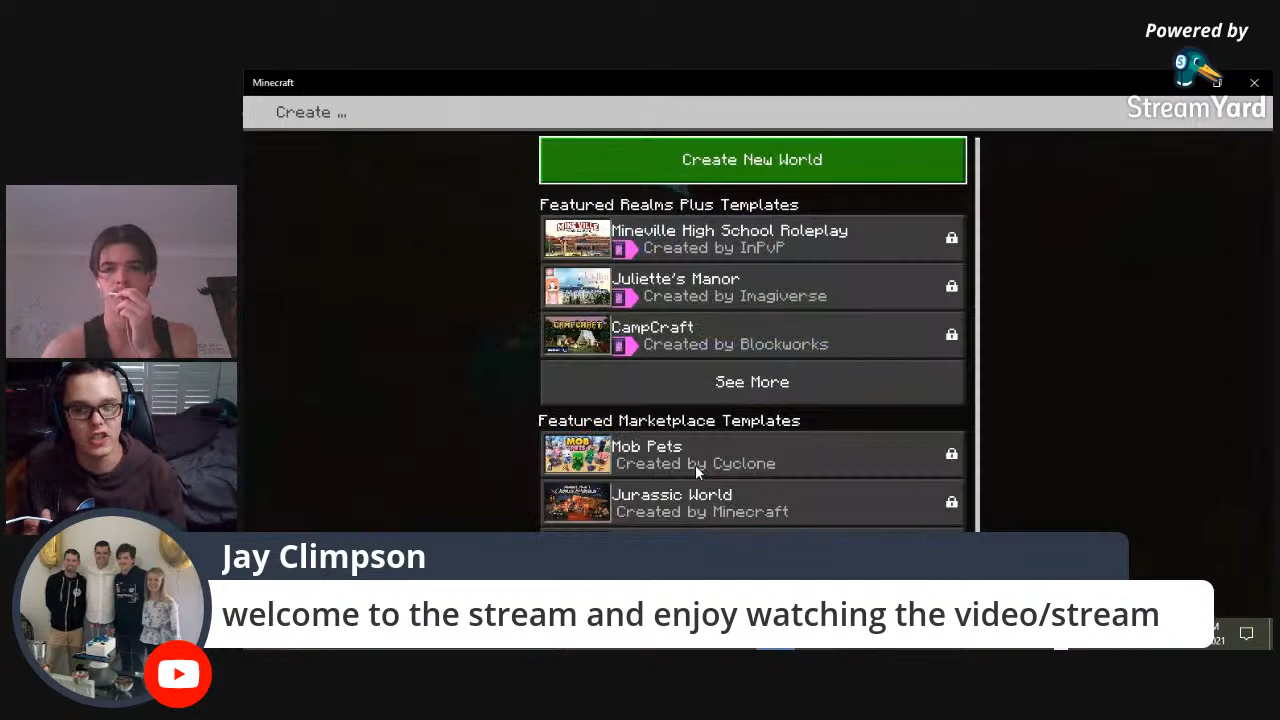 Powered by
StreamYard
Minecraft
Create ...
Create New World
Featured Realms Plus Templates
Mineville High School Roleplay
Created by InPvP
Juliette's Manor
Created by Imagiverse
CampCraft
Created by Blockworks
See More
Featured Marketplace Templates
Mob Pets
Created by Cyclone
Jurassic World
Created by Minecraft
Jay Climpson
welcome to the stream and enjoy watching the video/stream